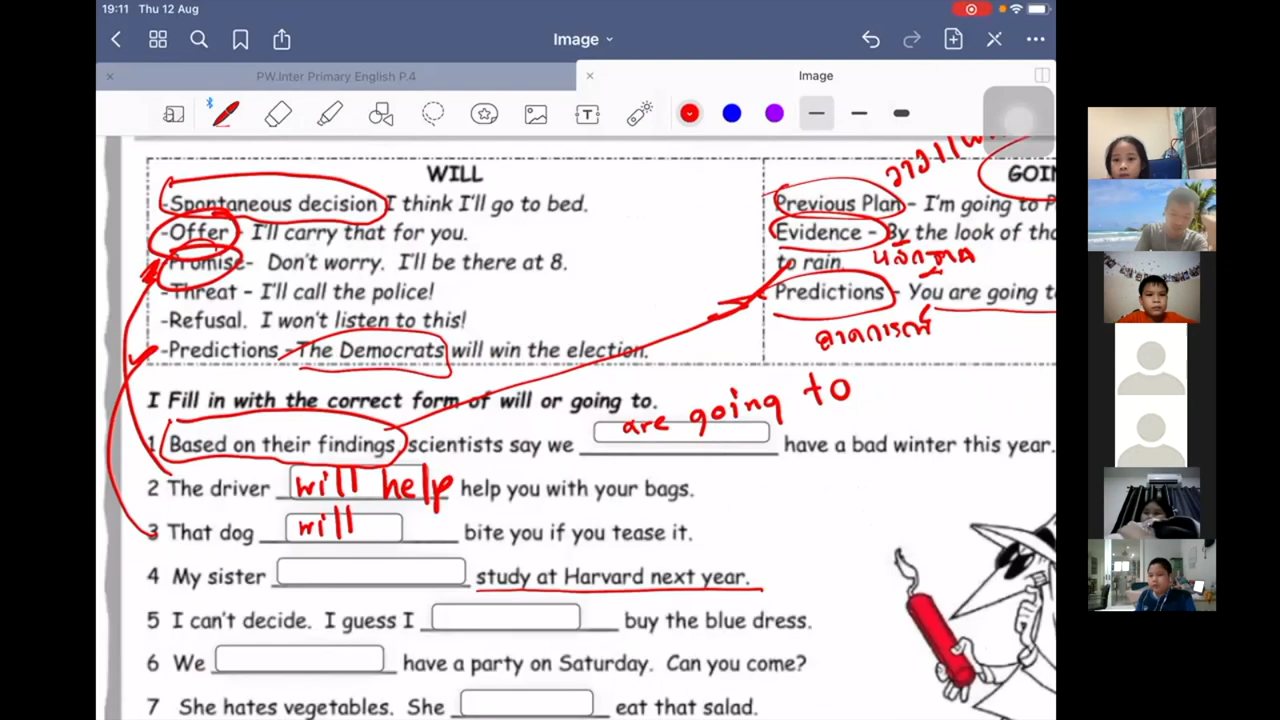 19:11 Thu 12 Aug
Image
PW.Inter Primary English P.4
Image
T
WILL
-Spontaneous decision I think I'll go to bed.
-Offer - I'll carry that for you.
-Promise- Don't worry. I'll be there at 8.
-Threat - I'll call the police!
-Refusal. I won't listen to this!
-Predictions -The Democrats will win the election.
GOIN
Previous Plan - I'm going to P
Evidence - By the look of tha
to rain.
หลักฐาน
Predictions - You are going to
คาดการณ์
I Fill in with the correct form of will or going to.
1 Based on their findings, scientists say we are going to have a bad winter this year.
2 The driver will help help you with your bags.
3 That dog will bite you if you tease it.
4 My sister study at Harvard next year.
5 I can't decide. I guess I buy the blue dress.
6 We have a party on Saturday. Can you come?
7 She hates vegetables. She eat that salad.